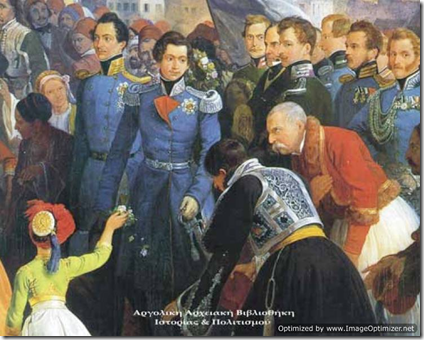 Αργολική Αρχειακή Βιβλιοθήκη
Ιστορίας & Πολιτισμού
Optimized by www.ImageOptimizer.net